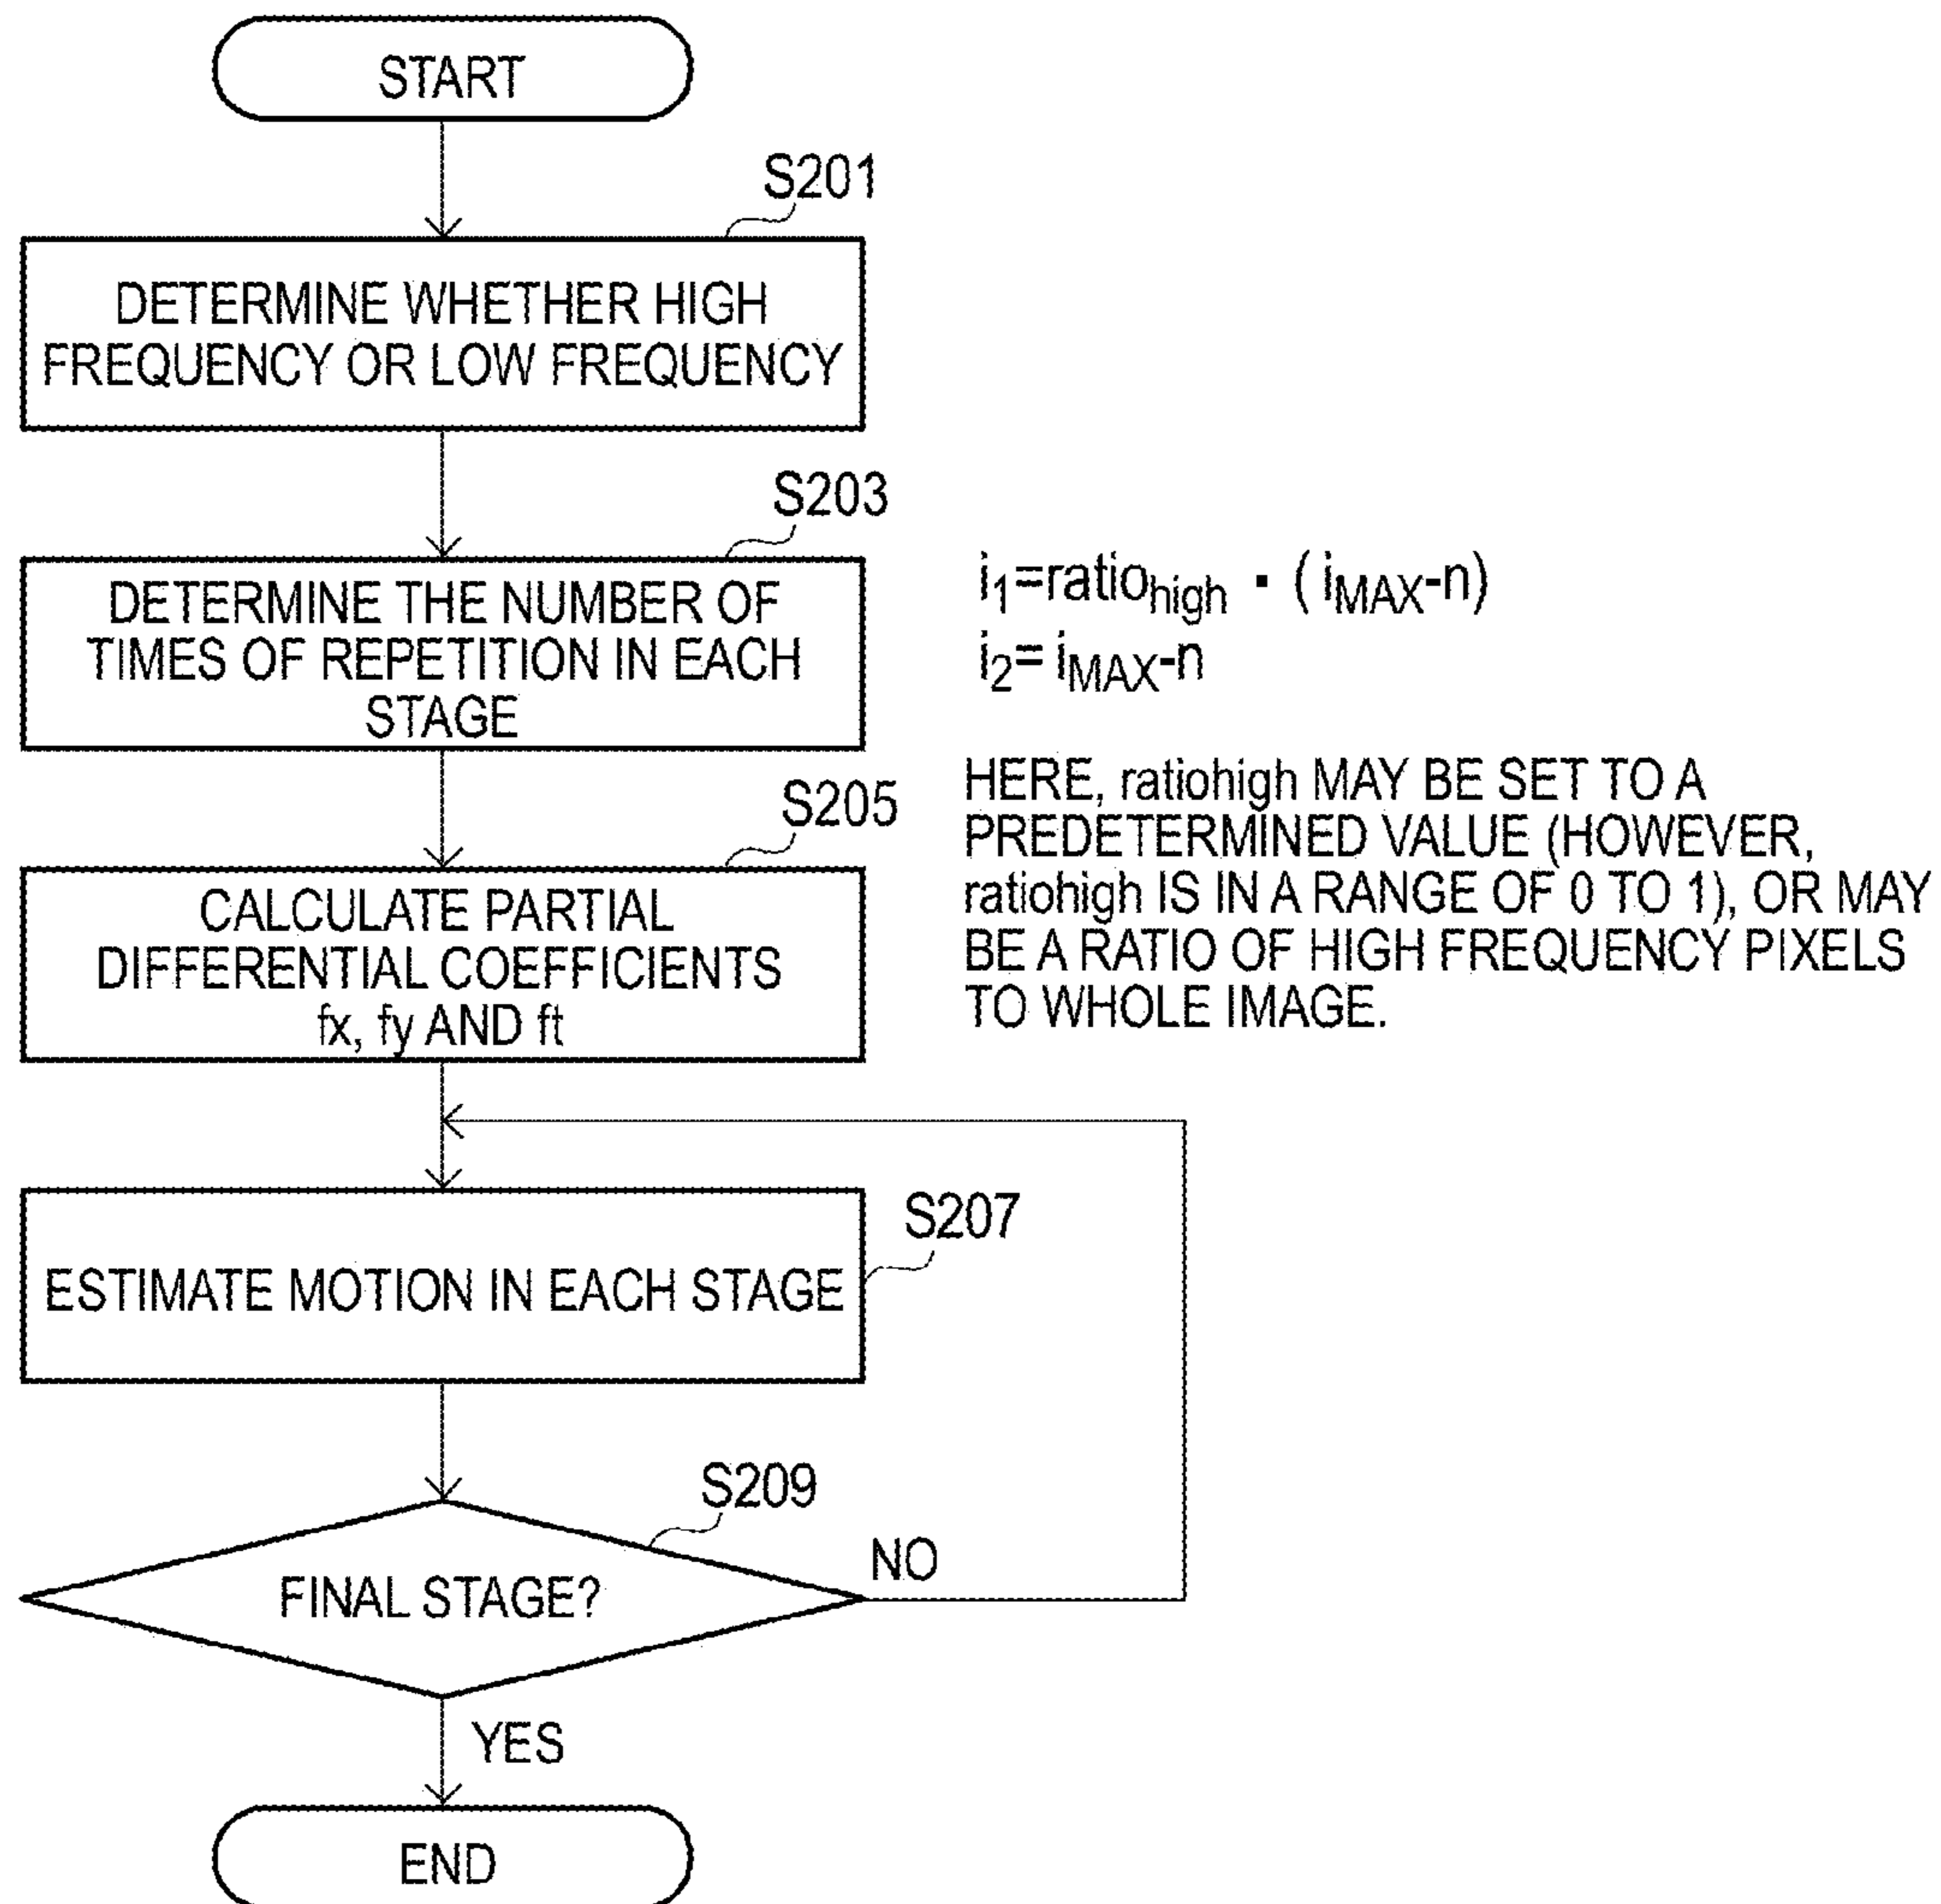 START
S201
DETERMINE WHETHER HIGH
FREQUENCY OR LOW FREQUENCY
S203
DETERMINE THE NUMBER OF
TIMES OF REPETITION IN EACH
STAGE
i1=ratiohigh ・ (iMAX-n)
i2= iMAX-n
HERE, ratiohigh MAY BE SET TO A
PREDETERMINED VALUE (HOWEVER,
ratiohigh IS IN A RANGE OF 0 TO 1), OR MAY
BE A RATIO OF HIGH FREQUENCY PIXELS
TO WHOLE IMAGE.
S205
CALCULATE PARTIAL
DIFFERENTIAL COEFFICIENTS
fx, fy AND ft
S207
ESTIMATE MOTION IN EACH STAGE
S209
FINAL STAGE?
NO
YES
END